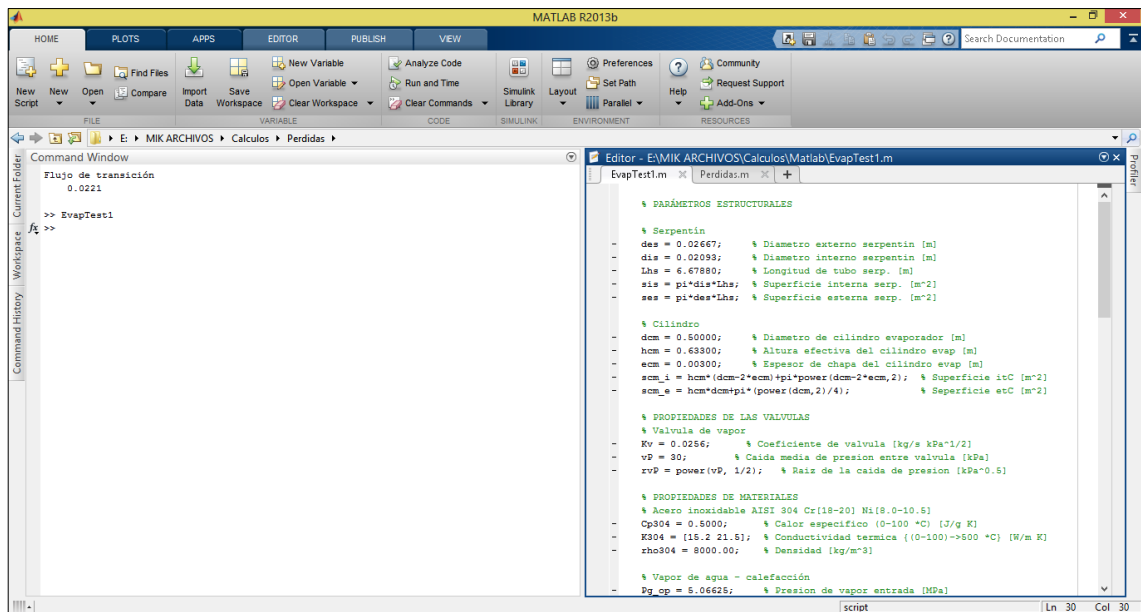 MATLAB R2013b
HOME PLOTS APPS EDITOR PUBLISH VIEW Search Documentation
New Script
New
Open
Find Files
Compare
Import Data
Save Workspace
New Variable
Open Variable
Clear Workspace
Analyze Code
Run and Time
Clear Commands
Simulink Library
Layout
Preferences
Set Path
Parallel
Help
Community
Request Support
Add-Ons
FILE VARIABLE CODE SIMULINK ENVIRONMENT RESOURCES
E: MIK ARCHIVOS Calculos Perdidas
Current Folder
Workspace
Command History
Command Window
Flujo de transición
0.0221
>> EvapTest1
fx >>
Editor - E:\MIK ARCHIVOS\Calculos\Matlab\EvapTest1.m
EvapTest1.m Perdidas.m
% PARÁMETROS ESTRUCTURALES
% Serpentín
des = 0.02667; % Diametro externo serpentin [m]
dis = 0.02093; % Diametro interno serpentin [m]
Lhs = 6.67880; % Longitud de tubo serp. [m]
sis = pi*dis*Lhs; % Superficie interna serp. [m^2]
ses = pi*des*Lhs; % Superficie esterna serp. [m^2]
% Cilindro
dcm = 0.50000; % Diametro de cilindro evaporador [m]
hcm = 0.63300; % Altura efectiva del cilindro evap [m]
ecm = 0.00300; % Espesor de chapa del cilindro evap [m]
scm_i = hcm*(dcm-2*ecm)+pi*power(dcm-2*ecm,2); % Superficie itC [m^2]
scm_e = hcm*dcm+pi*(power(dcm,2)/4); % Seperficie etC [m^2]
% PROPIEDADES DE LAS VALVULAS
% Valvula de vapor
Kv = 0.0256; % Coeficiente de valvula [kg/s kPa^1/2]
vP = 30; % Caida media de presion entre valvula [kPa]
rvP = power(vP, 1/2); % Raiz de la caida de presion [kPa^0.5]
% PROPIEDADES DE MATERIALES
% Acero inoxidable AISI 304 Cr[18-20] Ni[8.0-10.5]
Cp304 = 0.5000; % Calor especifico (0-100 *C) [J/g K]
K304 = [15.2 21.5]; % Conductividad termica {(0-100)->500 *C} [W/m K]
rho304 = 8000.00; % Densidad [kg/m^3]
% Vapor de agua - calefacción
Pg_op = 5.06625; % Presion de vapor entrada [MPa]
Profiler
script Ln 30 Col 30